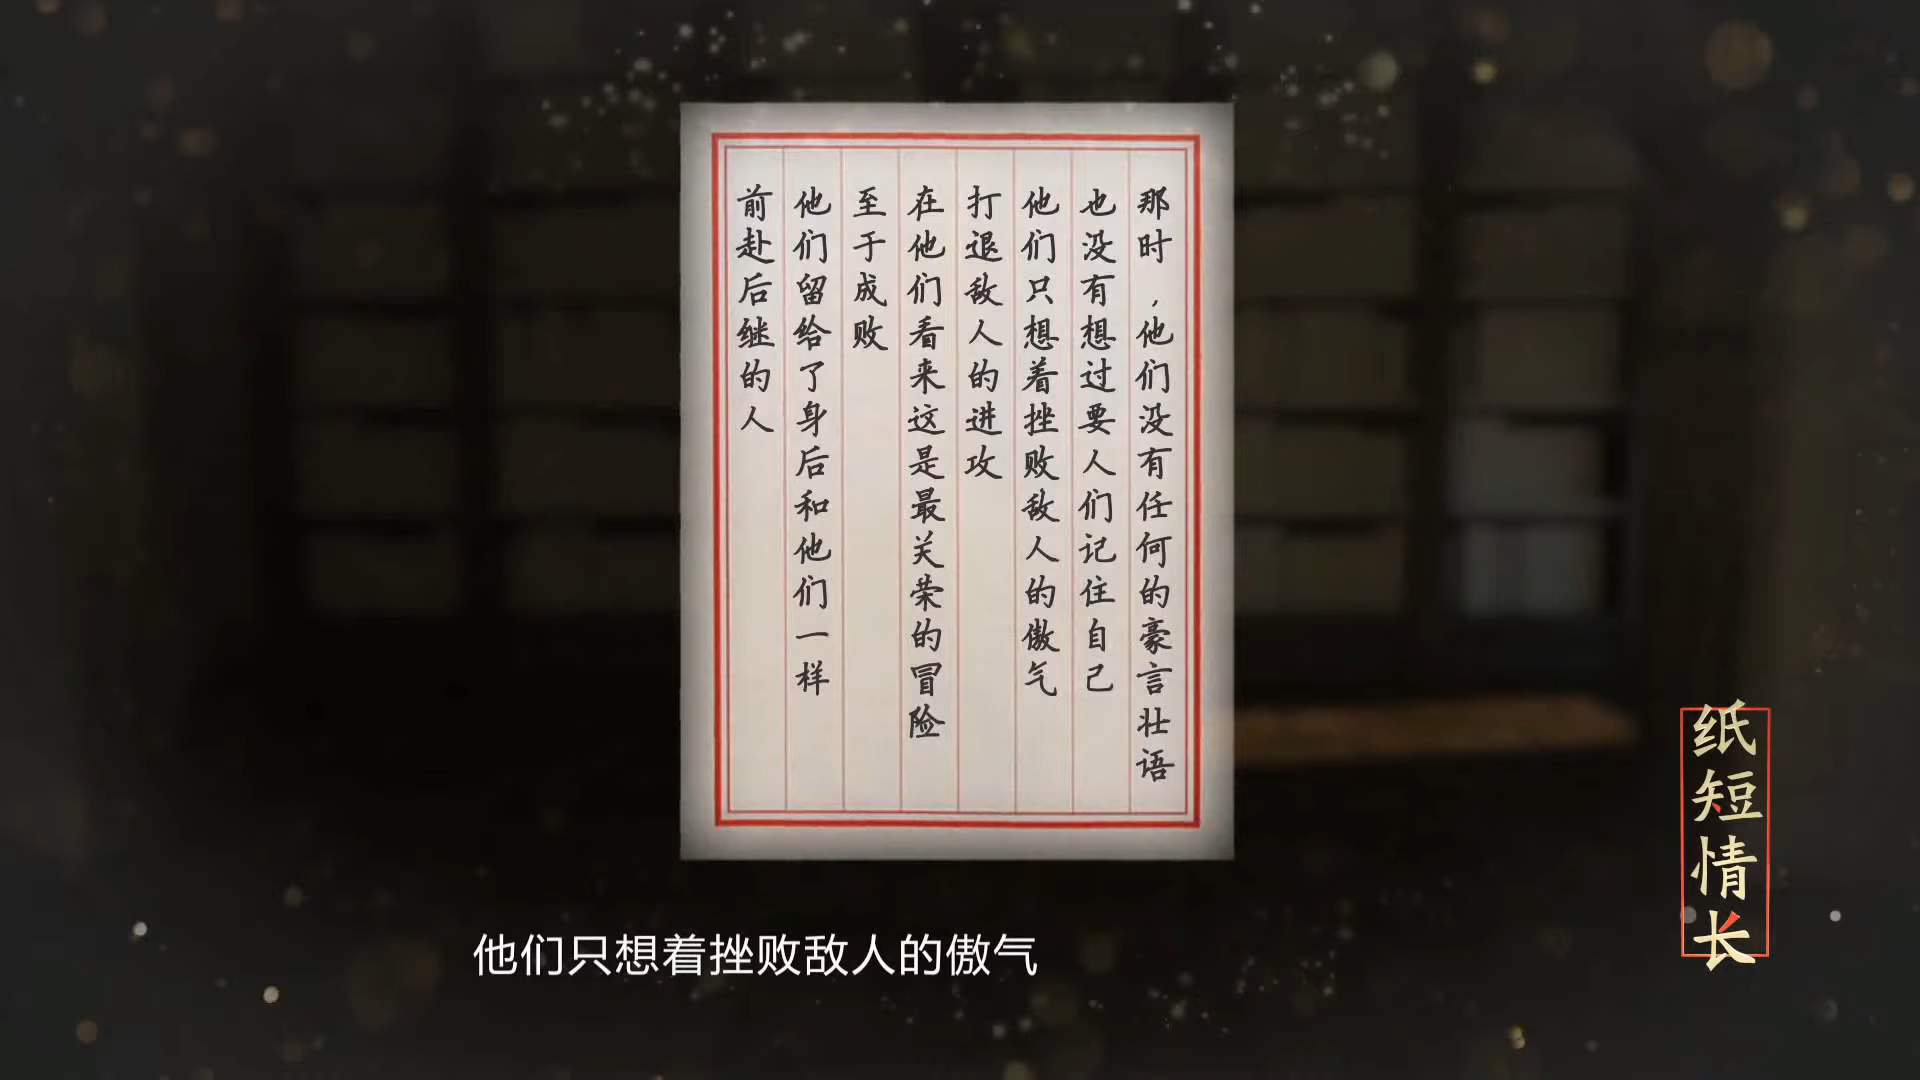 那时，他们没有任何的豪言壮语
也没有想过要人们记住自己
他们只想着挫败敌人的傲气
打退敌人的进攻
在他们看来这是最关荣的冒险
至于成败
他们留给了身后和他们一样
前赴后继的人
纸短情长
他们只想着挫败敌人的傲气